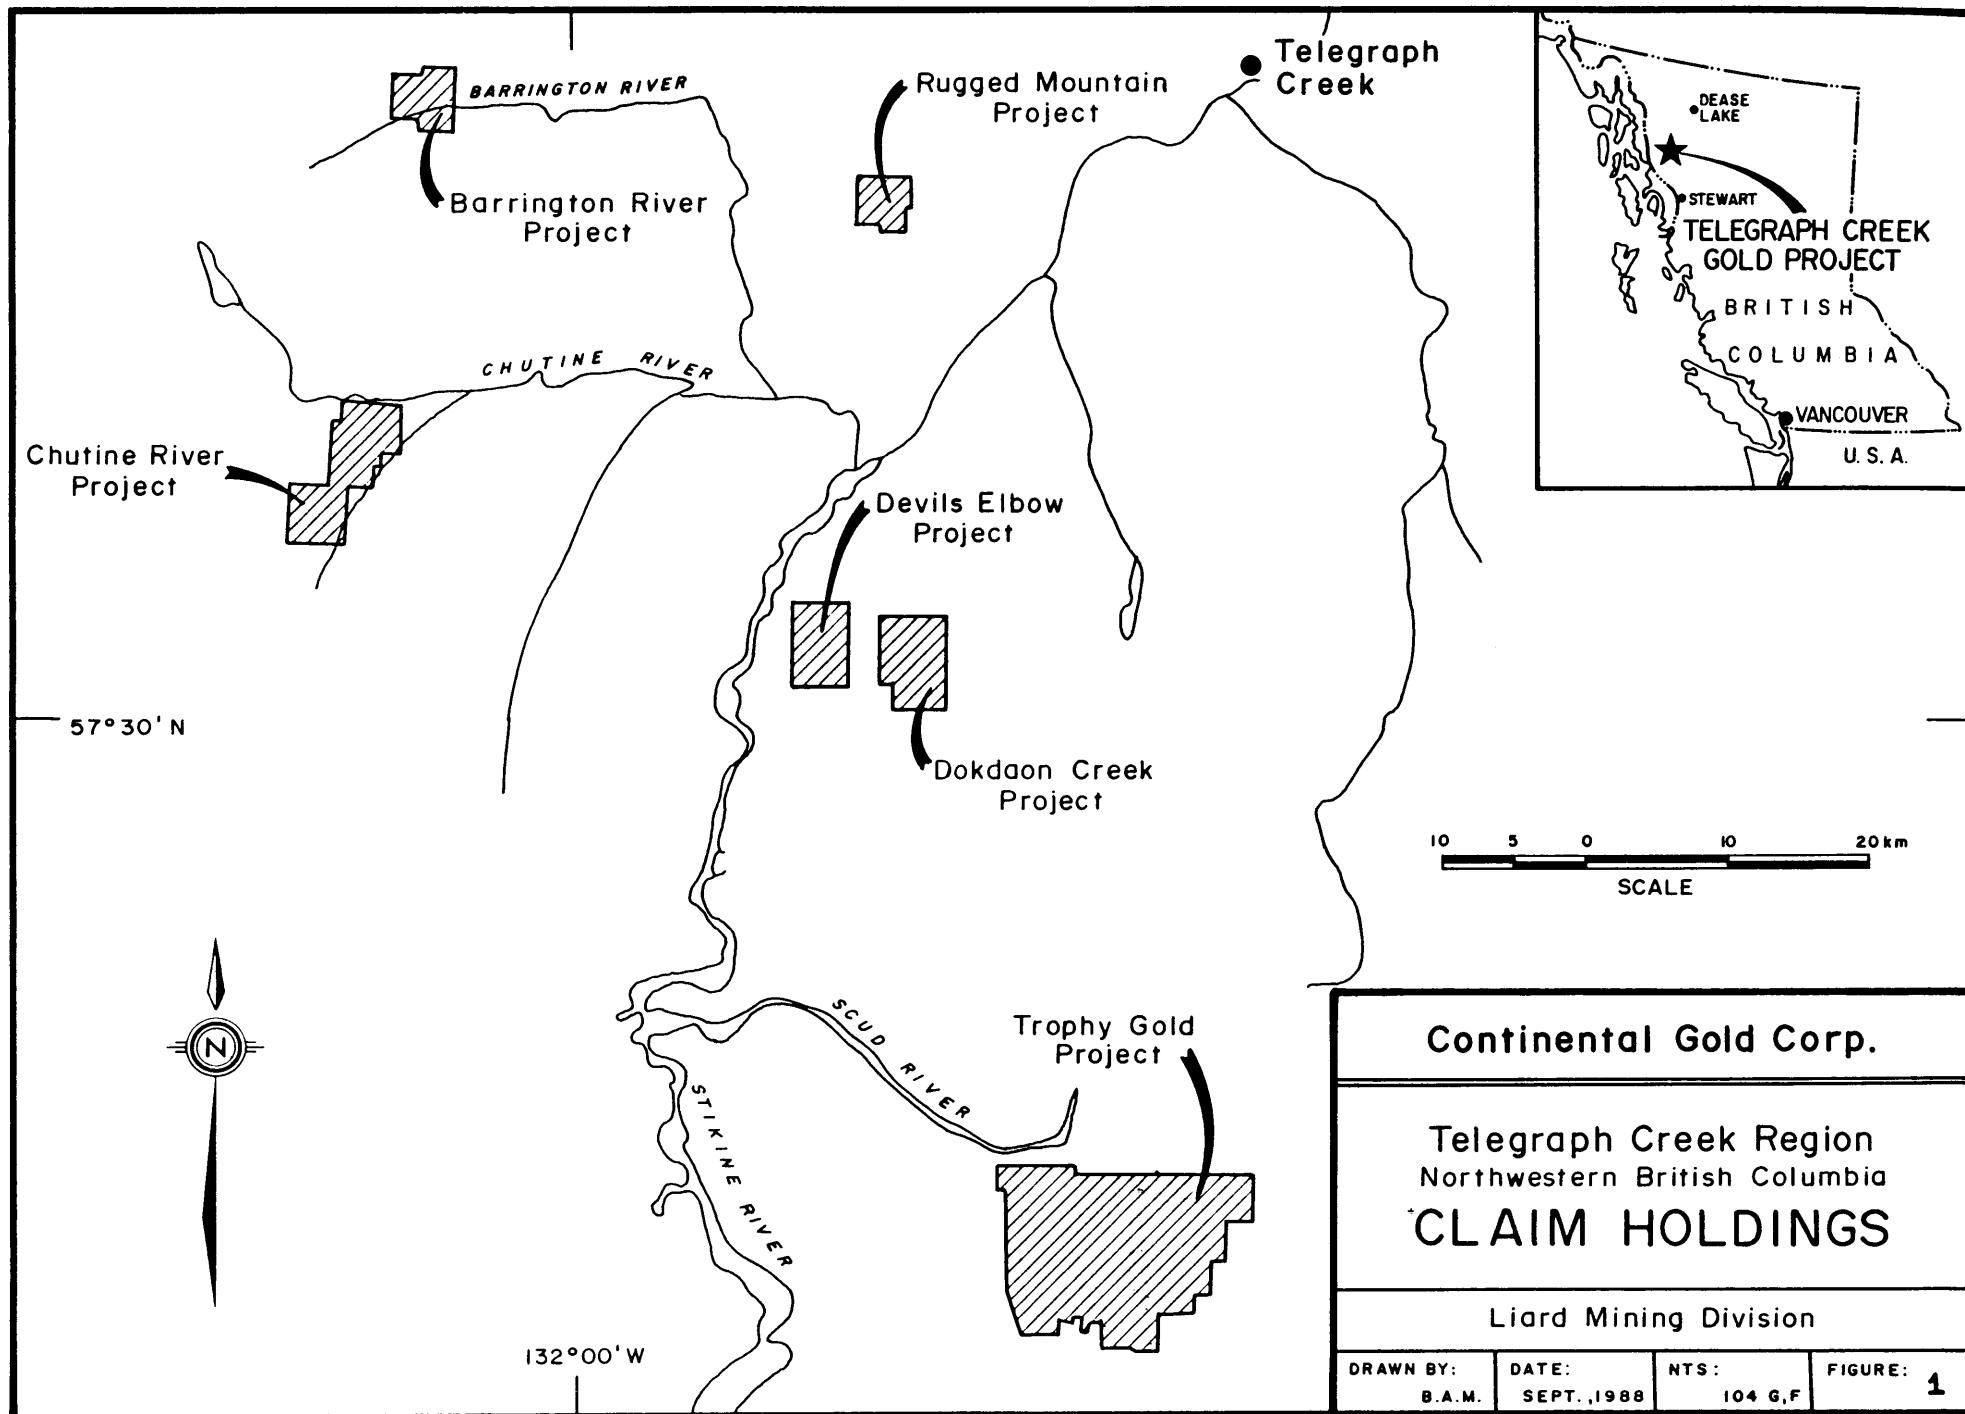 Telegraph
Creek
BARRINGTON RIVER
Rugged Mountain
Project
Barrington River
Project
CHUTINE RIVER
Chutine River
Project
Devils Elbow
Project
Dokdaon Creek
Project
57°30'N
DEASE
LAKE
STEWART
TELEGRAPH CREEK
GOLD PROJECT
BRITISH
COLUMBIA
VANCOUVER
U.S.A.
10 5 0 10 20 km
SCALE
N
SCUD RIVER
STIKINE RIVER
Trophy Gold
Project
132°00'W
Continental Gold Corp.
Telegraph Creek Region
Northwestern British Columbia
CLAIM HOLDINGS
Liard Mining Division
DRAWN BY:
B.A.M.
DATE:
SEPT.,1988
NTS:
104 G,F
FIGURE: 1